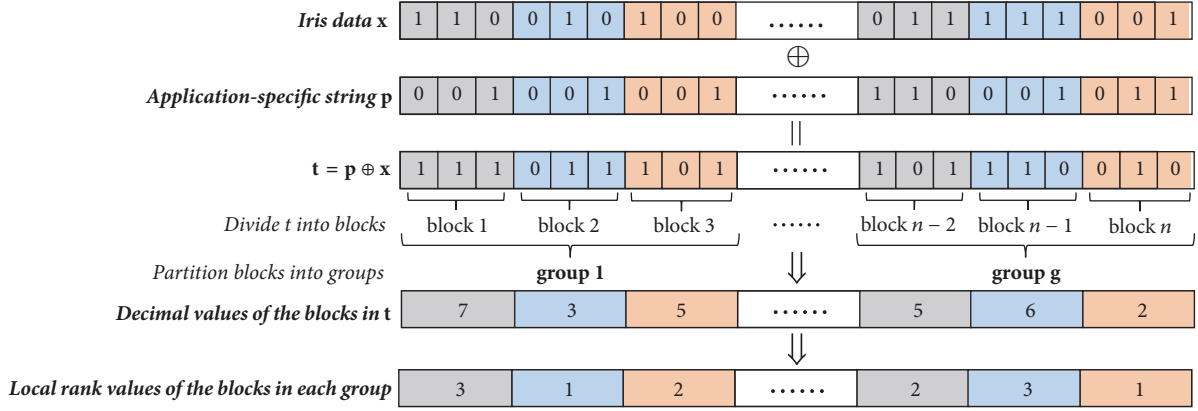 Iris data x 1 1 0 0 1 0 1 0 0 ...... 0 1 1 1 1 1 0 0 1
⊕
Application-specific string p 0 0 1 0 0 1 0 0 1 ...... 1 1 0 0 0 1 0 1 1
||
t = p ⊕ x 1 1 1 0 1 1 1 0 1 ...... 1 0 1 1 1 0 0 1 0
Divide t into blocks block 1 block 2 block 3 ...... block n − 2 block n − 1 block n
Partition blocks into groups group 1 ⇓ group g
Decimal values of the blocks in t 7 3 5 ...... 5 6 2
⇓
Local rank values of the blocks in each group 3 1 2 ...... 2 3 1